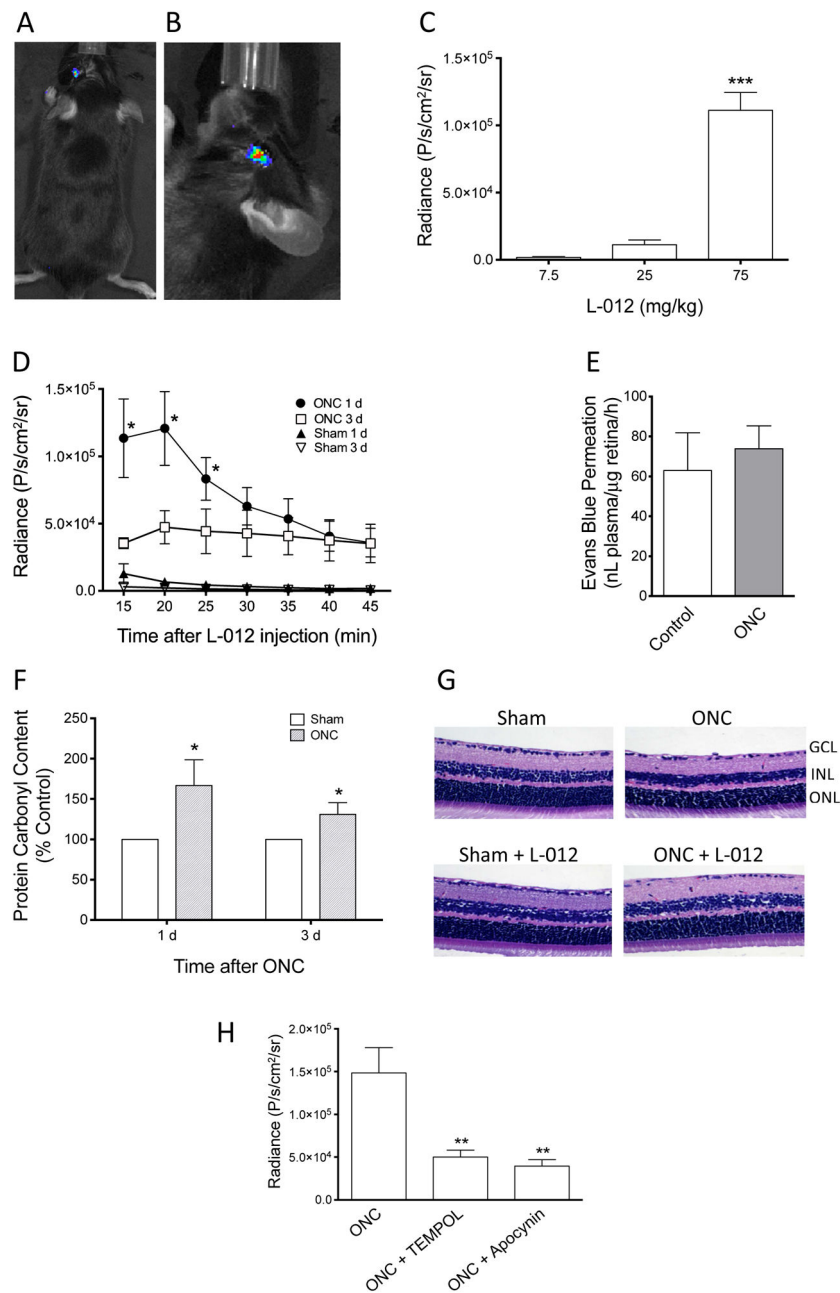 A
B
C
Radiance (P/s/cm²/sr)
1.5×10⁵
1.0×10⁵
5.0×10⁴
0.0
***
7.5
25
75
L-012 (mg/kg)
D
Radiance (P/s/cm²/sr)
1.5×10⁵
1.0×10⁵
5.0×10⁴
0.0
*
*
*
ONC 1 d
ONC 3 d
Sham 1 d
Sham 3 d
15
20
25
30
35
40
45
Time after L-012 injection (min)
E
Evans Blue Permeation
(nL plasma/µg retina/h)
100
80
60
40
20
0
Control
ONC
F
Protein Carbonyl Content
(% Control)
250
200
150
100
50
0
*
*
Sham
ONC
1 d
3 d
Time after ONC
G
Sham
ONC
GCL
INL
ONL
Sham + L-012
ONC + L-012
H
Radiance (P/s/cm²/sr)
2.0×10⁵
1.5×10⁵
1.0×10⁵
5.0×10⁴
0.0
**
**
ONC
ONC + TEMPOL
ONC + Apocynin